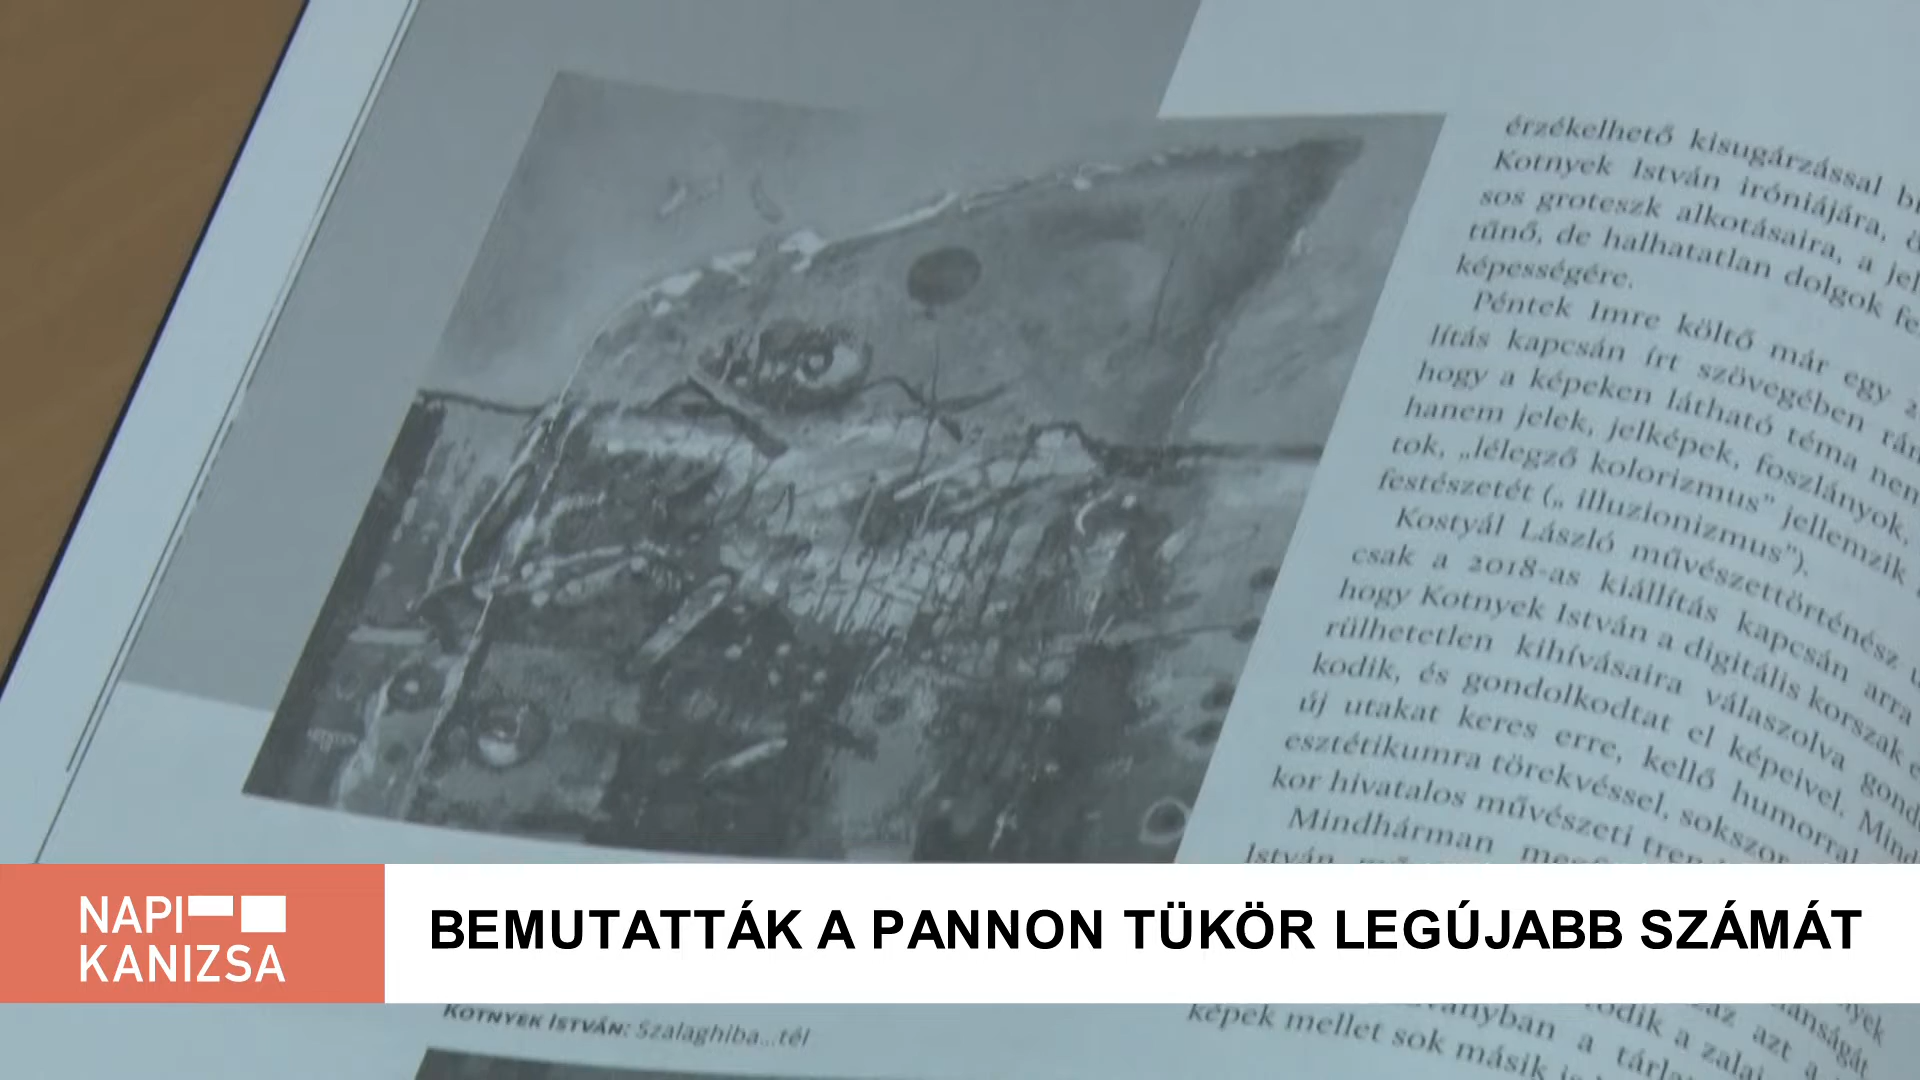 érzékelhető kisugárzással
Kotnyek István iróniájára,
sos groteszk alkotásaira, a
tűnő, de halhatatlan dolgok
képességére.
Péntek Imre költő már egy
lítás kapcsán írt szövegében
hogy a képeken látható téma nem
hanem jelek, jelképek, foszlányok,
tok, „lélegző kolorizmus” jellemzik
festészetét („ illuzionizmus”).
Kostyál László művészettörténész
csak a 2018-as kiállítás kapcsán arra
hogy Kotnyek István a digitális korszak
rülhetetlen kihívásaira válaszolva
kodik, és gondolkodtat el képeivel.
új utakat keres erre, kellő humorral
esztétikumra törekvéssel, sokszor
kor hivatalos művészeti
Mindhárman
István
NAPI
KANIZSA
BEMUTATTÁK A PANNON TÜKÖR LEGÚJABB SZÁMÁT
KOTNYEK ISTVÁN: Szalaghiba...tél
azt a
a zalai
képek mellet sok másik